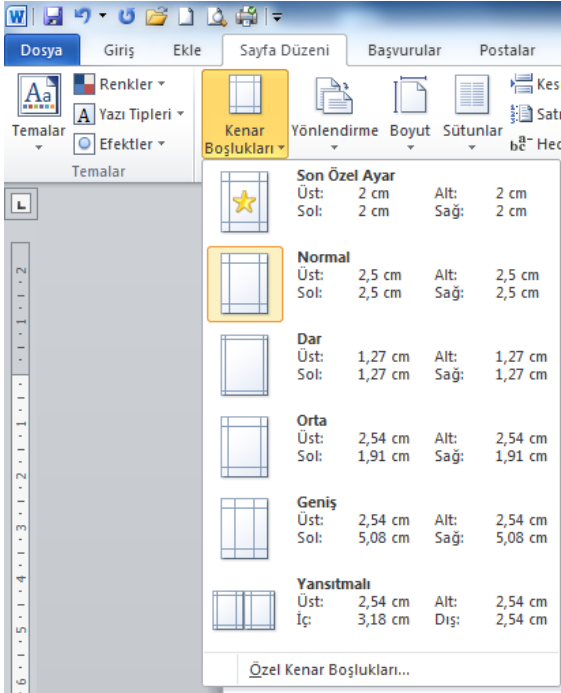 Dosya Giriş Ekle Sayfa Düzeni Başvurular Postalar
Temalar
Renkler
Yazı Tipleri
Efektler
Temalar
Kenar Boşlukları
Yönlendirme
Boyut
Sütunlar
Kes
Satı
Hec
Son Özel Ayar
Üst: 2 cm Alt: 2 cm
Sol: 2 cm Sağ: 2 cm
Normal
Üst: 2,5 cm Alt: 2,5 cm
Sol: 2,5 cm Sağ: 2,5 cm
Dar
Üst: 1,27 cm Alt: 1,27 cm
Sol: 1,27 cm Sağ: 1,27 cm
Orta
Üst: 2,54 cm Alt: 2,54 cm
Sol: 1,91 cm Sağ: 1,91 cm
Geniş
Üst: 2,54 cm Alt: 2,54 cm
Sol: 5,08 cm Sağ: 5,08 cm
Yansıtmalı
Üst: 2,54 cm Alt: 2,54 cm
İç: 3,18 cm Dış: 2,54 cm
Özel Kenar Boşlukları...